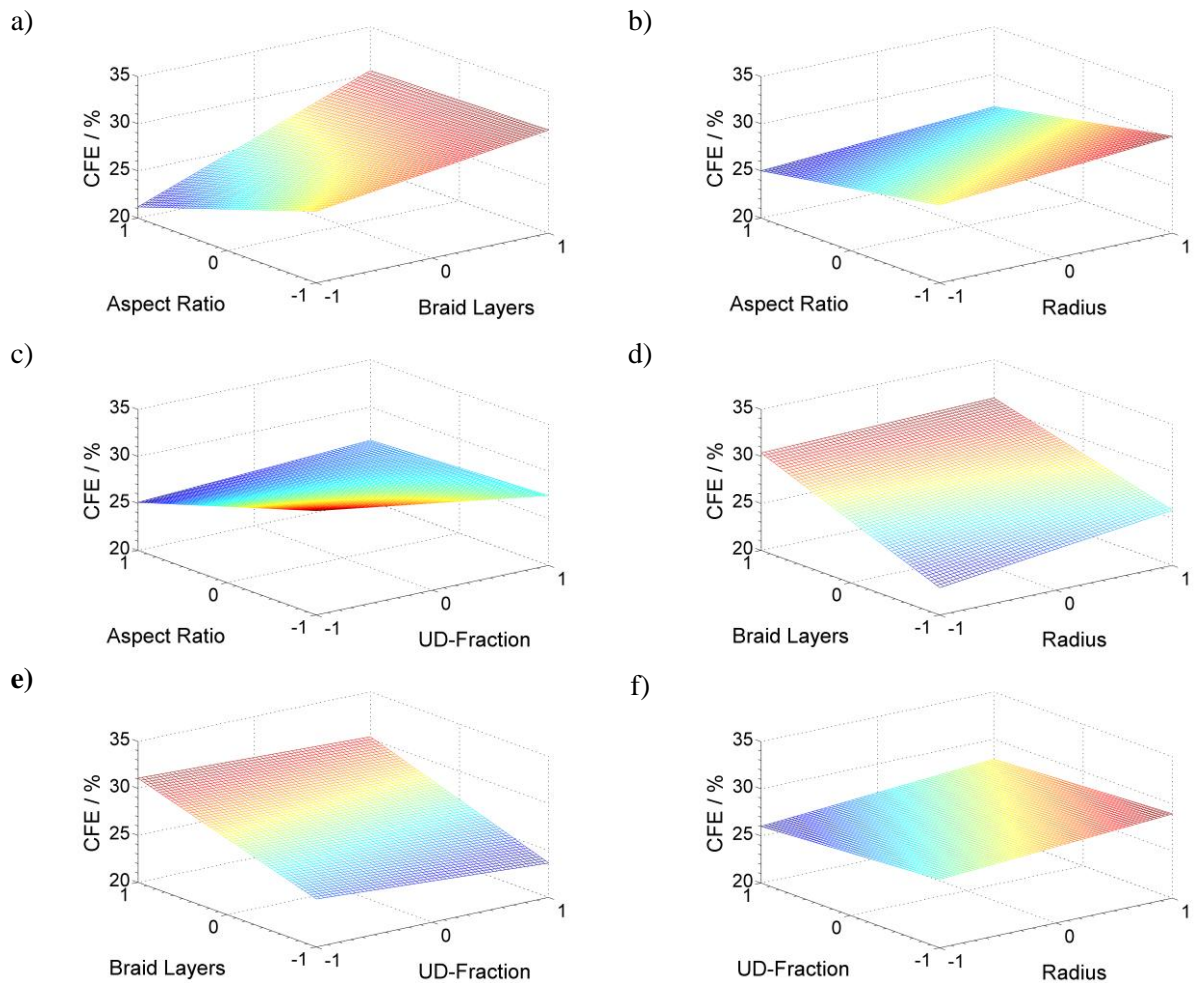 a)
35
30
25
20
CFE / %
1
0
-1
Aspect Ratio
-1
0
1
Braid Layers
b)
35
30
25
20
CFE / %
1
0
-1
Aspect Ratio
-1
0
1
Radius
c)
35
30
25
20
CFE / %
1
0
-1
Aspect Ratio
-1
0
1
UD-Fraction
d)
35
30
25
20
CFE / %
1
0
-1
Braid Layers
-1
0
1
Radius
e)
35
30
25
20
CFE / %
1
0
-1
Braid Layers
-1
0
1
UD-Fraction
f)
35
30
25
20
CFE / %
1
0
-1
UD-Fraction
-1
0
1
Radius